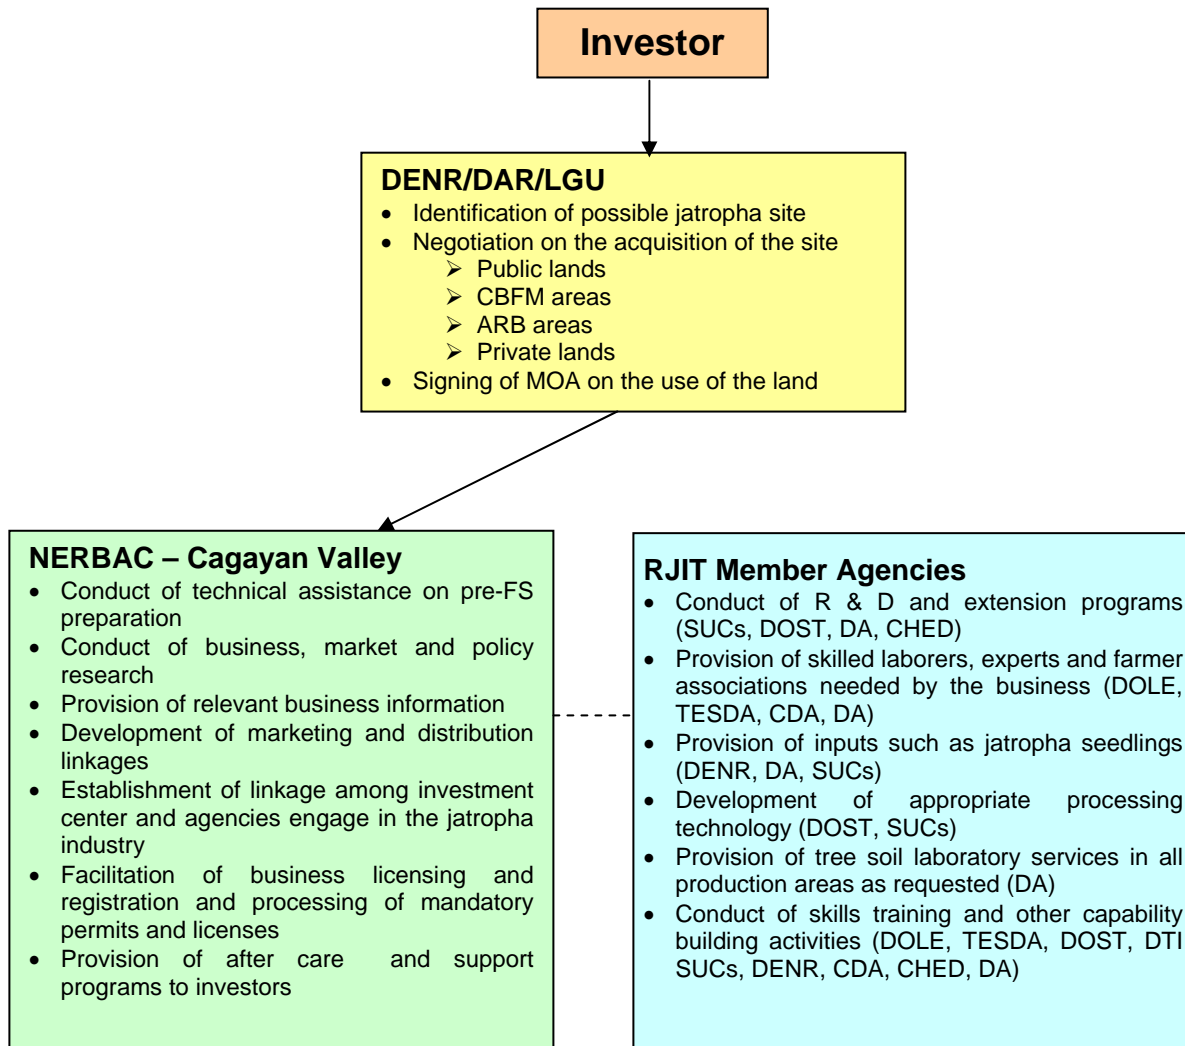 Investor
DENR/DAR/LGU
• Identification of possible jatropha site
• Negotiation on the acquisition of the site
➢ Public lands
➢ CBFM areas
➢ ARB areas
➢ Private lands
• Signing of MOA on the use of the land
NERBAC – Cagayan Valley
• Conduct of technical assistance on pre-FS
preparation
• Conduct of business, market and policy
research
• Provision of relevant business information
• Development of marketing and distribution
linkages
• Establishment of linkage among investment
center and agencies engage in the jatropha
industry
• Facilitation of business licensing and
registration and processing of mandatory
permits and licenses
• Provision of after care and support
programs to investors
RJIT Member Agencies
• Conduct of R & D and extension programs
(SUCs, DOST, DA, CHED)
• Provision of skilled laborers, experts and farmer
associations needed by the business (DOLE,
TESDA, CDA, DA)
• Provision of inputs such as jatropha seedlings
(DENR, DA, SUCs)
• Development of appropriate processing
technology (DOST, SUCs)
• Provision of tree soil laboratory services in all
production areas as requested (DA)
• Conduct of skills training and other capability
building activities (DOLE, TESDA, DOST, DTI
SUCs, DENR, CDA, CHED, DA)